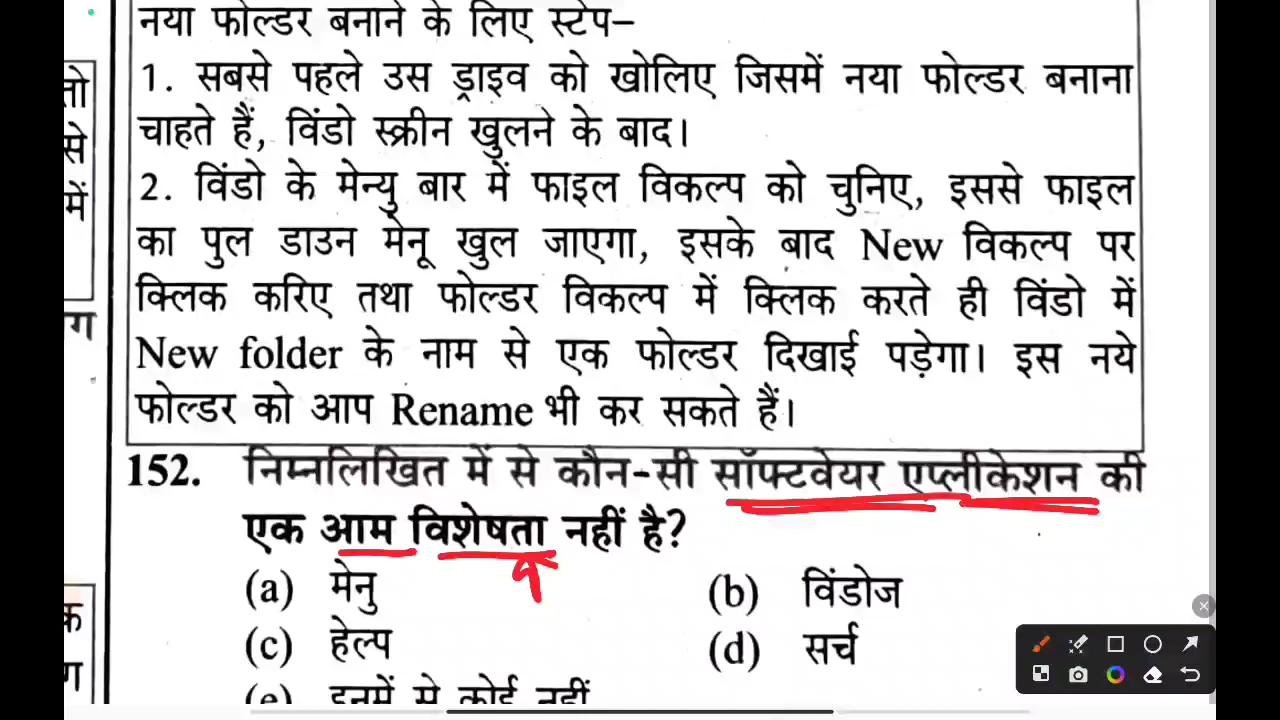 नया फोल्डर बनाने के लिए स्टेप–
1. सबसे पहले उस ड्राइव को खोलिए जिसमें नया फोल्डर बनाना
चाहते हैं, विंडो स्क्रीन खुलने के बाद।
2. विंडो के मेन्यु बार में फाइल विकल्प को चुनिए, इससे फाइल
का पुल डाउन मेनू खुल जाएगा, इसके बाद New विकल्प पर
क्लिक करिए तथा फोल्डर विकल्प में क्लिक करते ही विंडो में
New folder के नाम से एक फोल्डर दिखाई पड़ेगा। इस नये
फोल्डर को आप Rename भी कर सकते हैं।
152. निम्नलिखित में से कौन-सी सॉफ्टवेयर एप्लीकेशन की
एक आम विशेषता नहीं है?
(a) मेनु (b) विंडोज
(c) हेल्प (d) सर्च
(e) इनमें से कोई नहीं
तो
से
में